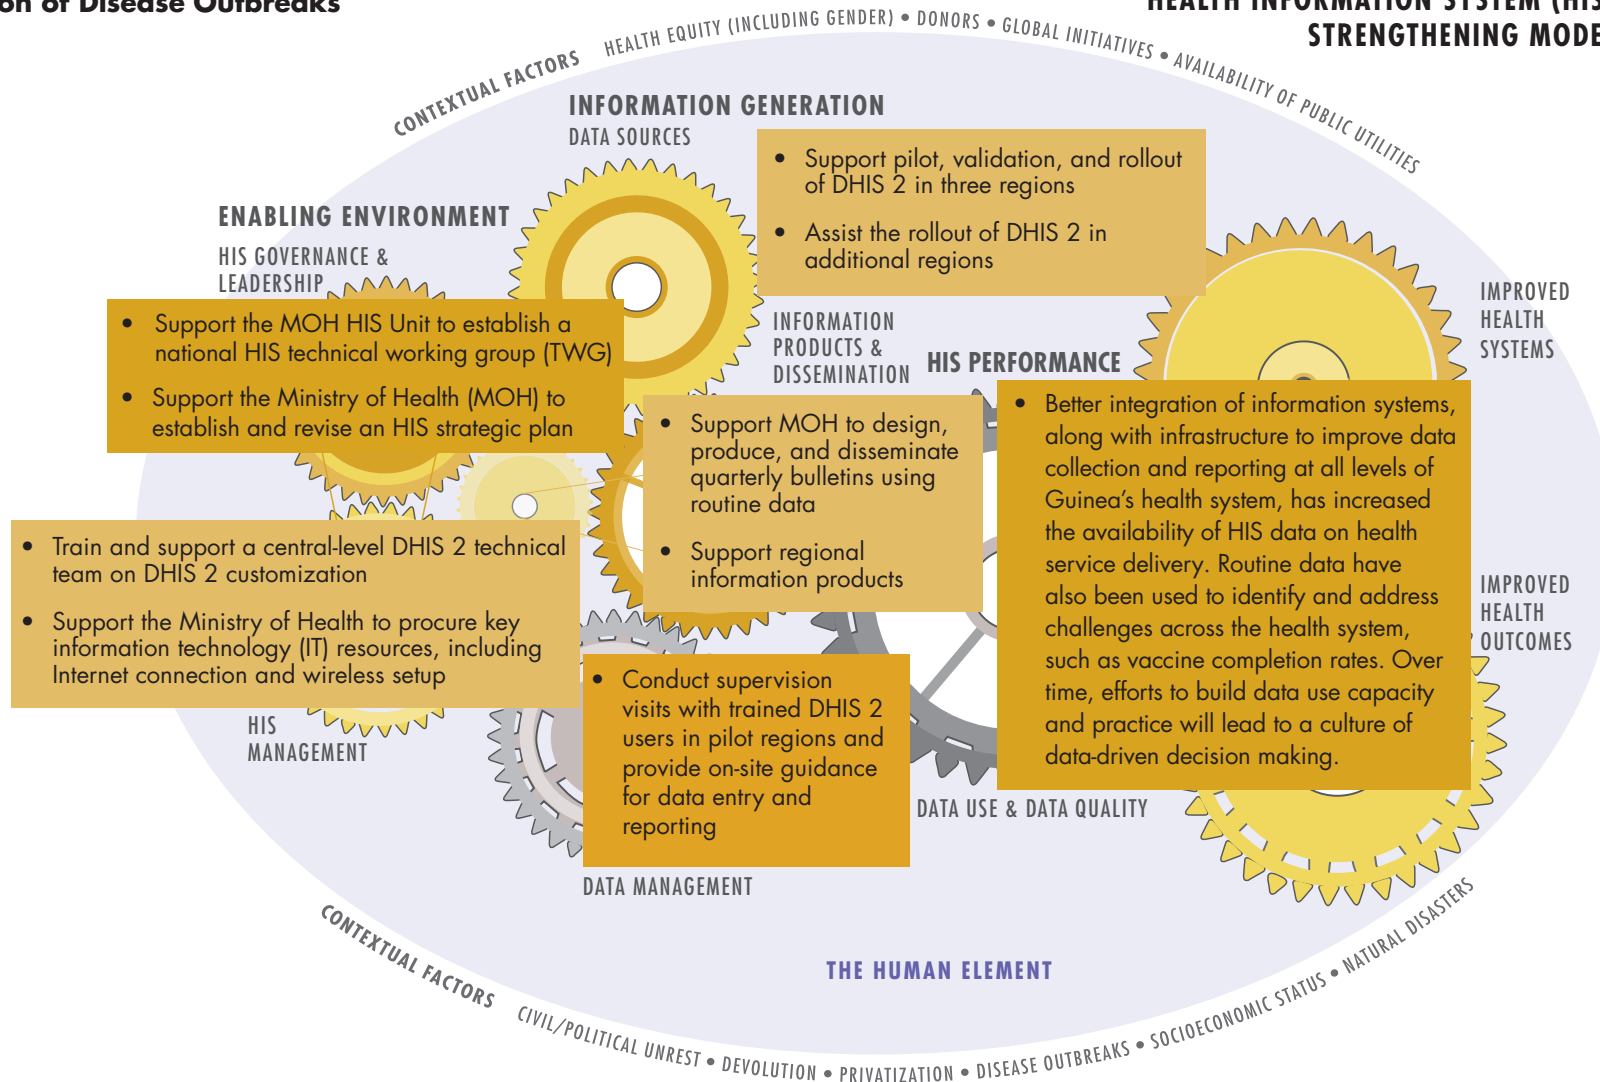 on of Disease Outbreaks
HEALTH INFORMATION SYSTEM (HIS
STRENGTHENING MODE
CONTEXTUAL FACTORS HEALTH EQUITY (INCLUDING GENDER) • DONORS • GLOBAL INITIATIVES • AVAILABILITY OF PUBLIC UTILITIES
INFORMATION GENERATION
DATA SOURCES
• Support pilot, validation, and rollout
of DHIS 2 in three regions
• Assist the rollout of DHIS 2 in
additional regions
ENABLING ENVIRONMENT
HIS GOVERNANCE &
LEADERSHIP
• Support the MOH HIS Unit to establish a
national HIS technical working group (TWG)
• Support the Ministry of Health (MOH) to
establish and revise an HIS strategic plan
INFORMATION
PRODUCTS &
DISSEMINATION
• Support MOH to design,
produce, and disseminate
quarterly bulletins using
routine data
• Support regional
information products
HIS PERFORMANCE
• Better integration of information systems,
along with infrastructure to improve data
collection and reporting at all levels of
Guinea's health system, has increased
the availability of HIS data on health
service delivery. Routine data have
also been used to identify and address
challenges across the health system,
such as vaccine completion rates. Over
time, efforts to build data use capacity
and practice will lead to a culture of
data-driven decision making.
IMPROVED
HEALTH
SYSTEMS
IMPROVED
HEALTH
OUTCOMES
• Train and support a central-level DHIS 2 technical
team on DHIS 2 customization
• Support the Ministry of Health to procure key
information technology (IT) resources, including
Internet connection and wireless setup
HIS
MANAGEMENT
• Conduct supervision
visits with trained DHIS 2
users in pilot regions and
provide on-site guidance
for data entry and
reporting
DATA MANAGEMENT
DATA USE & DATA QUALITY
THE HUMAN ELEMENT
CONTEXTUAL FACTORS CIVIL/POLITICAL UNREST • DEVOLUTION • PRIVATIZATION • DISEASE OUTBREAKS • SOCIOECONOMIC STATUS • NATURAL DISASTERS